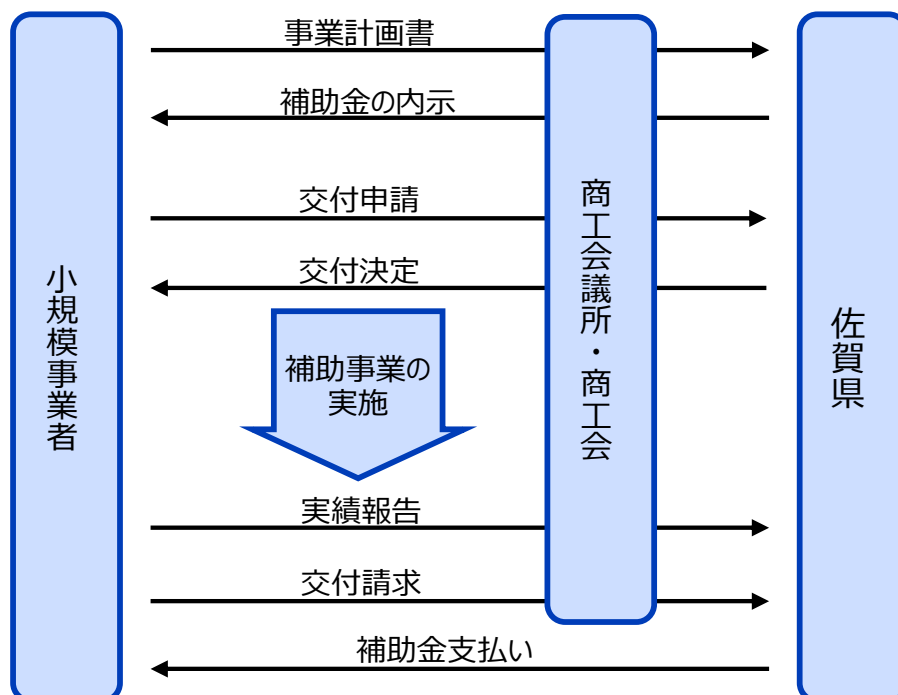 事業計画書
補助金の内示
交付申請
交付決定
補助事業の
実施
実績報告
交付請求
補助金支払い
小規模事業者
商工会議所・商工会
佐賀県